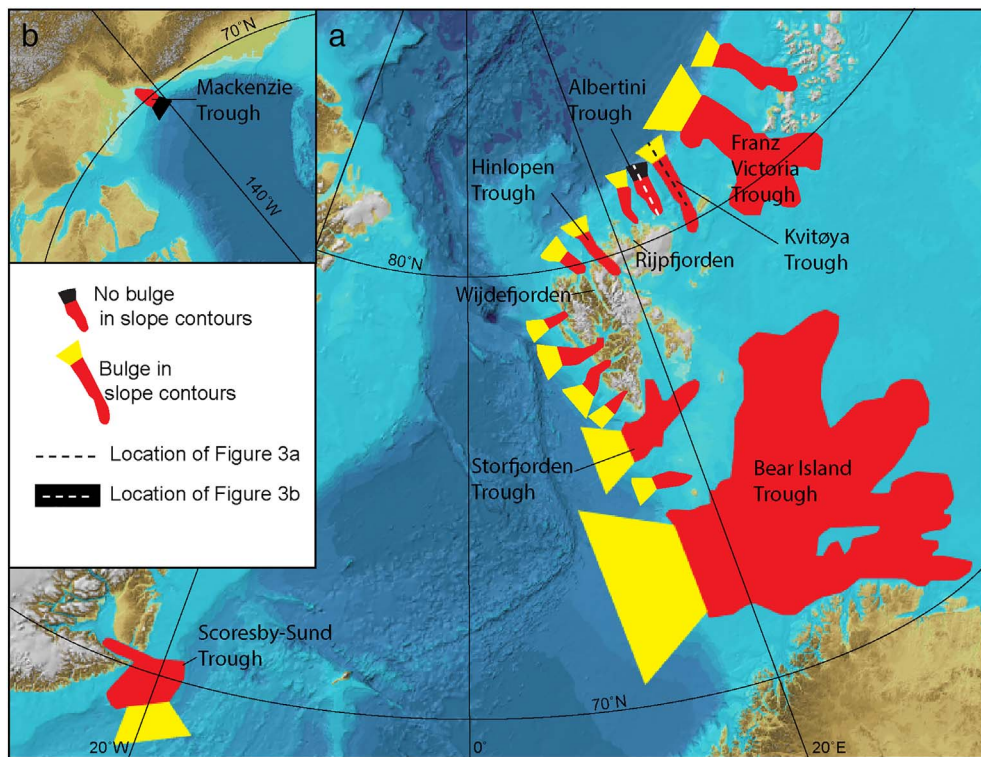 b
70°N
Mackenzie
Trough
140°W
No bulge
in slope contours
Bulge in
slope contours
Location of Figure 3a
Location of Figure 3b
a
Albertini
Trough
Hinlopen
Trough
Franz
Victoria
Trough
Kvitøya
Trough
Rijpfjorden
80°N
Wijdefjorden
Storfjorden
Trough
Bear Island
Trough
Scoresby-Sund
Trough
70°N
20°W
0°
20°E